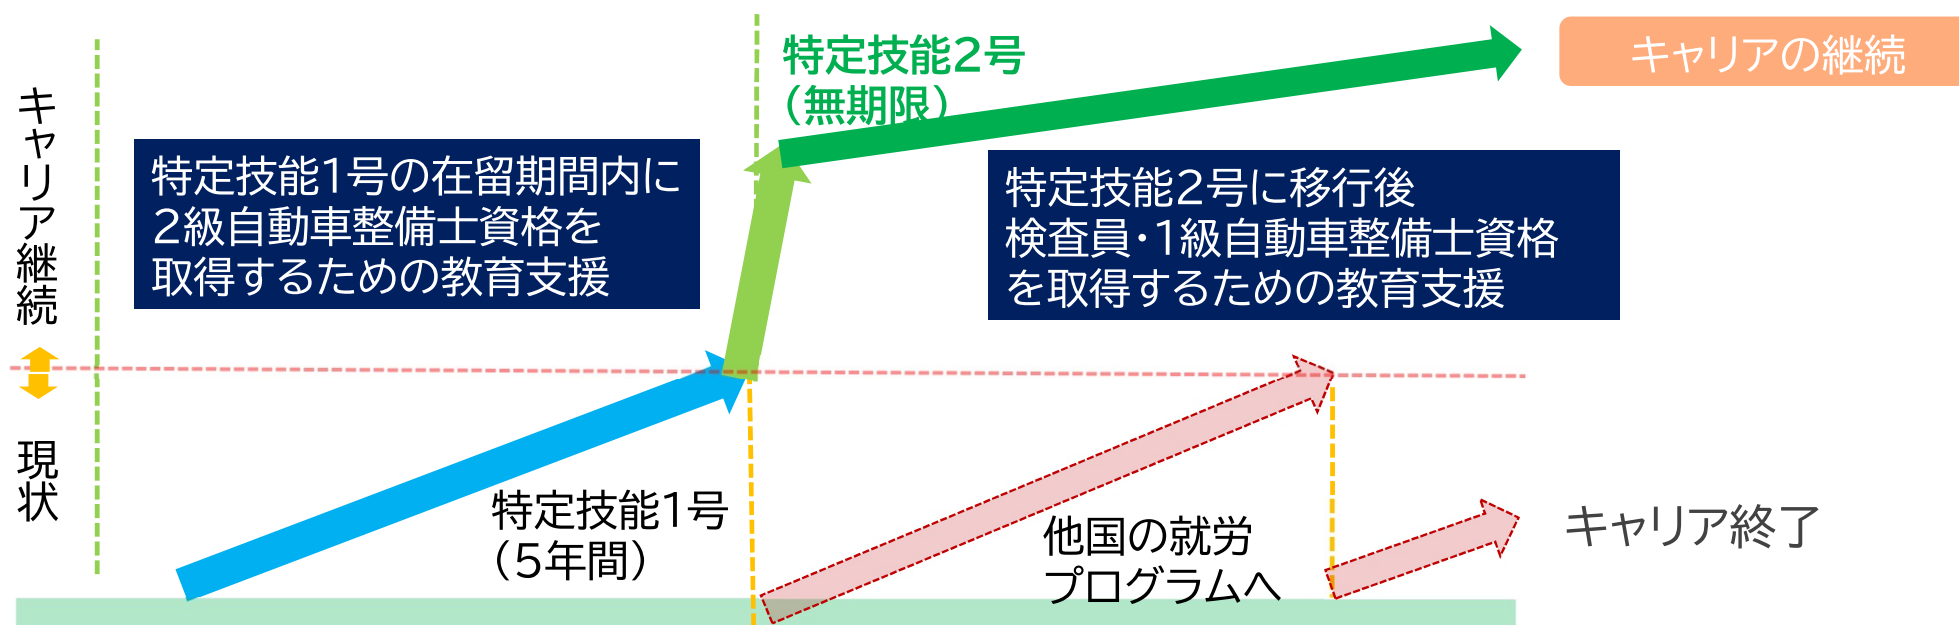 キャリア継続
現状
特定技能1号の在留期間内に
2級自動車整備士資格を
取得するための教育支援
特定技能2号
（無期限）
キャリアの継続
特定技能2号に移行後
検査員・1級自動車整備士資格
を取得するための教育支援
特定技能1号
（5年間）
他国の就労
プログラムへ
キャリア終了